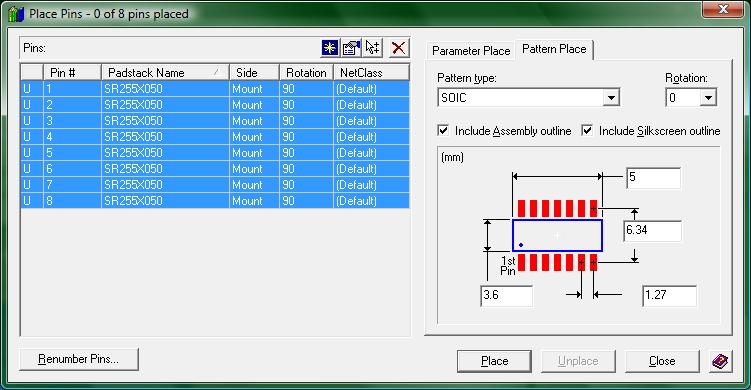 Place Pins - 0 of 8 pins placed
Pins:
Parameter Place Pattern Place
Pin # Padstack Name Side Rotation NetClass
U 1 SR255X050 Mount 90 (Default)
U 2 SR255X050 Mount 90 (Default)
U 3 SR255X050 Mount 90 (Default)
U 4 SR255X050 Mount 90 (Default)
U 5 SR255X050 Mount 90 (Default)
U 6 SR255X050 Mount 90 (Default)
U 7 SR255X050 Mount 90 (Default)
U 8 SR255X050 Mount 90 (Default)
Pattern type: Rotation:
SOIC 0
Include Assembly outline Include Silkscreen outline
(mm)
5
6.34
1st
Pin
3.6 1.27
Renumber Pins... Place Unplace Close